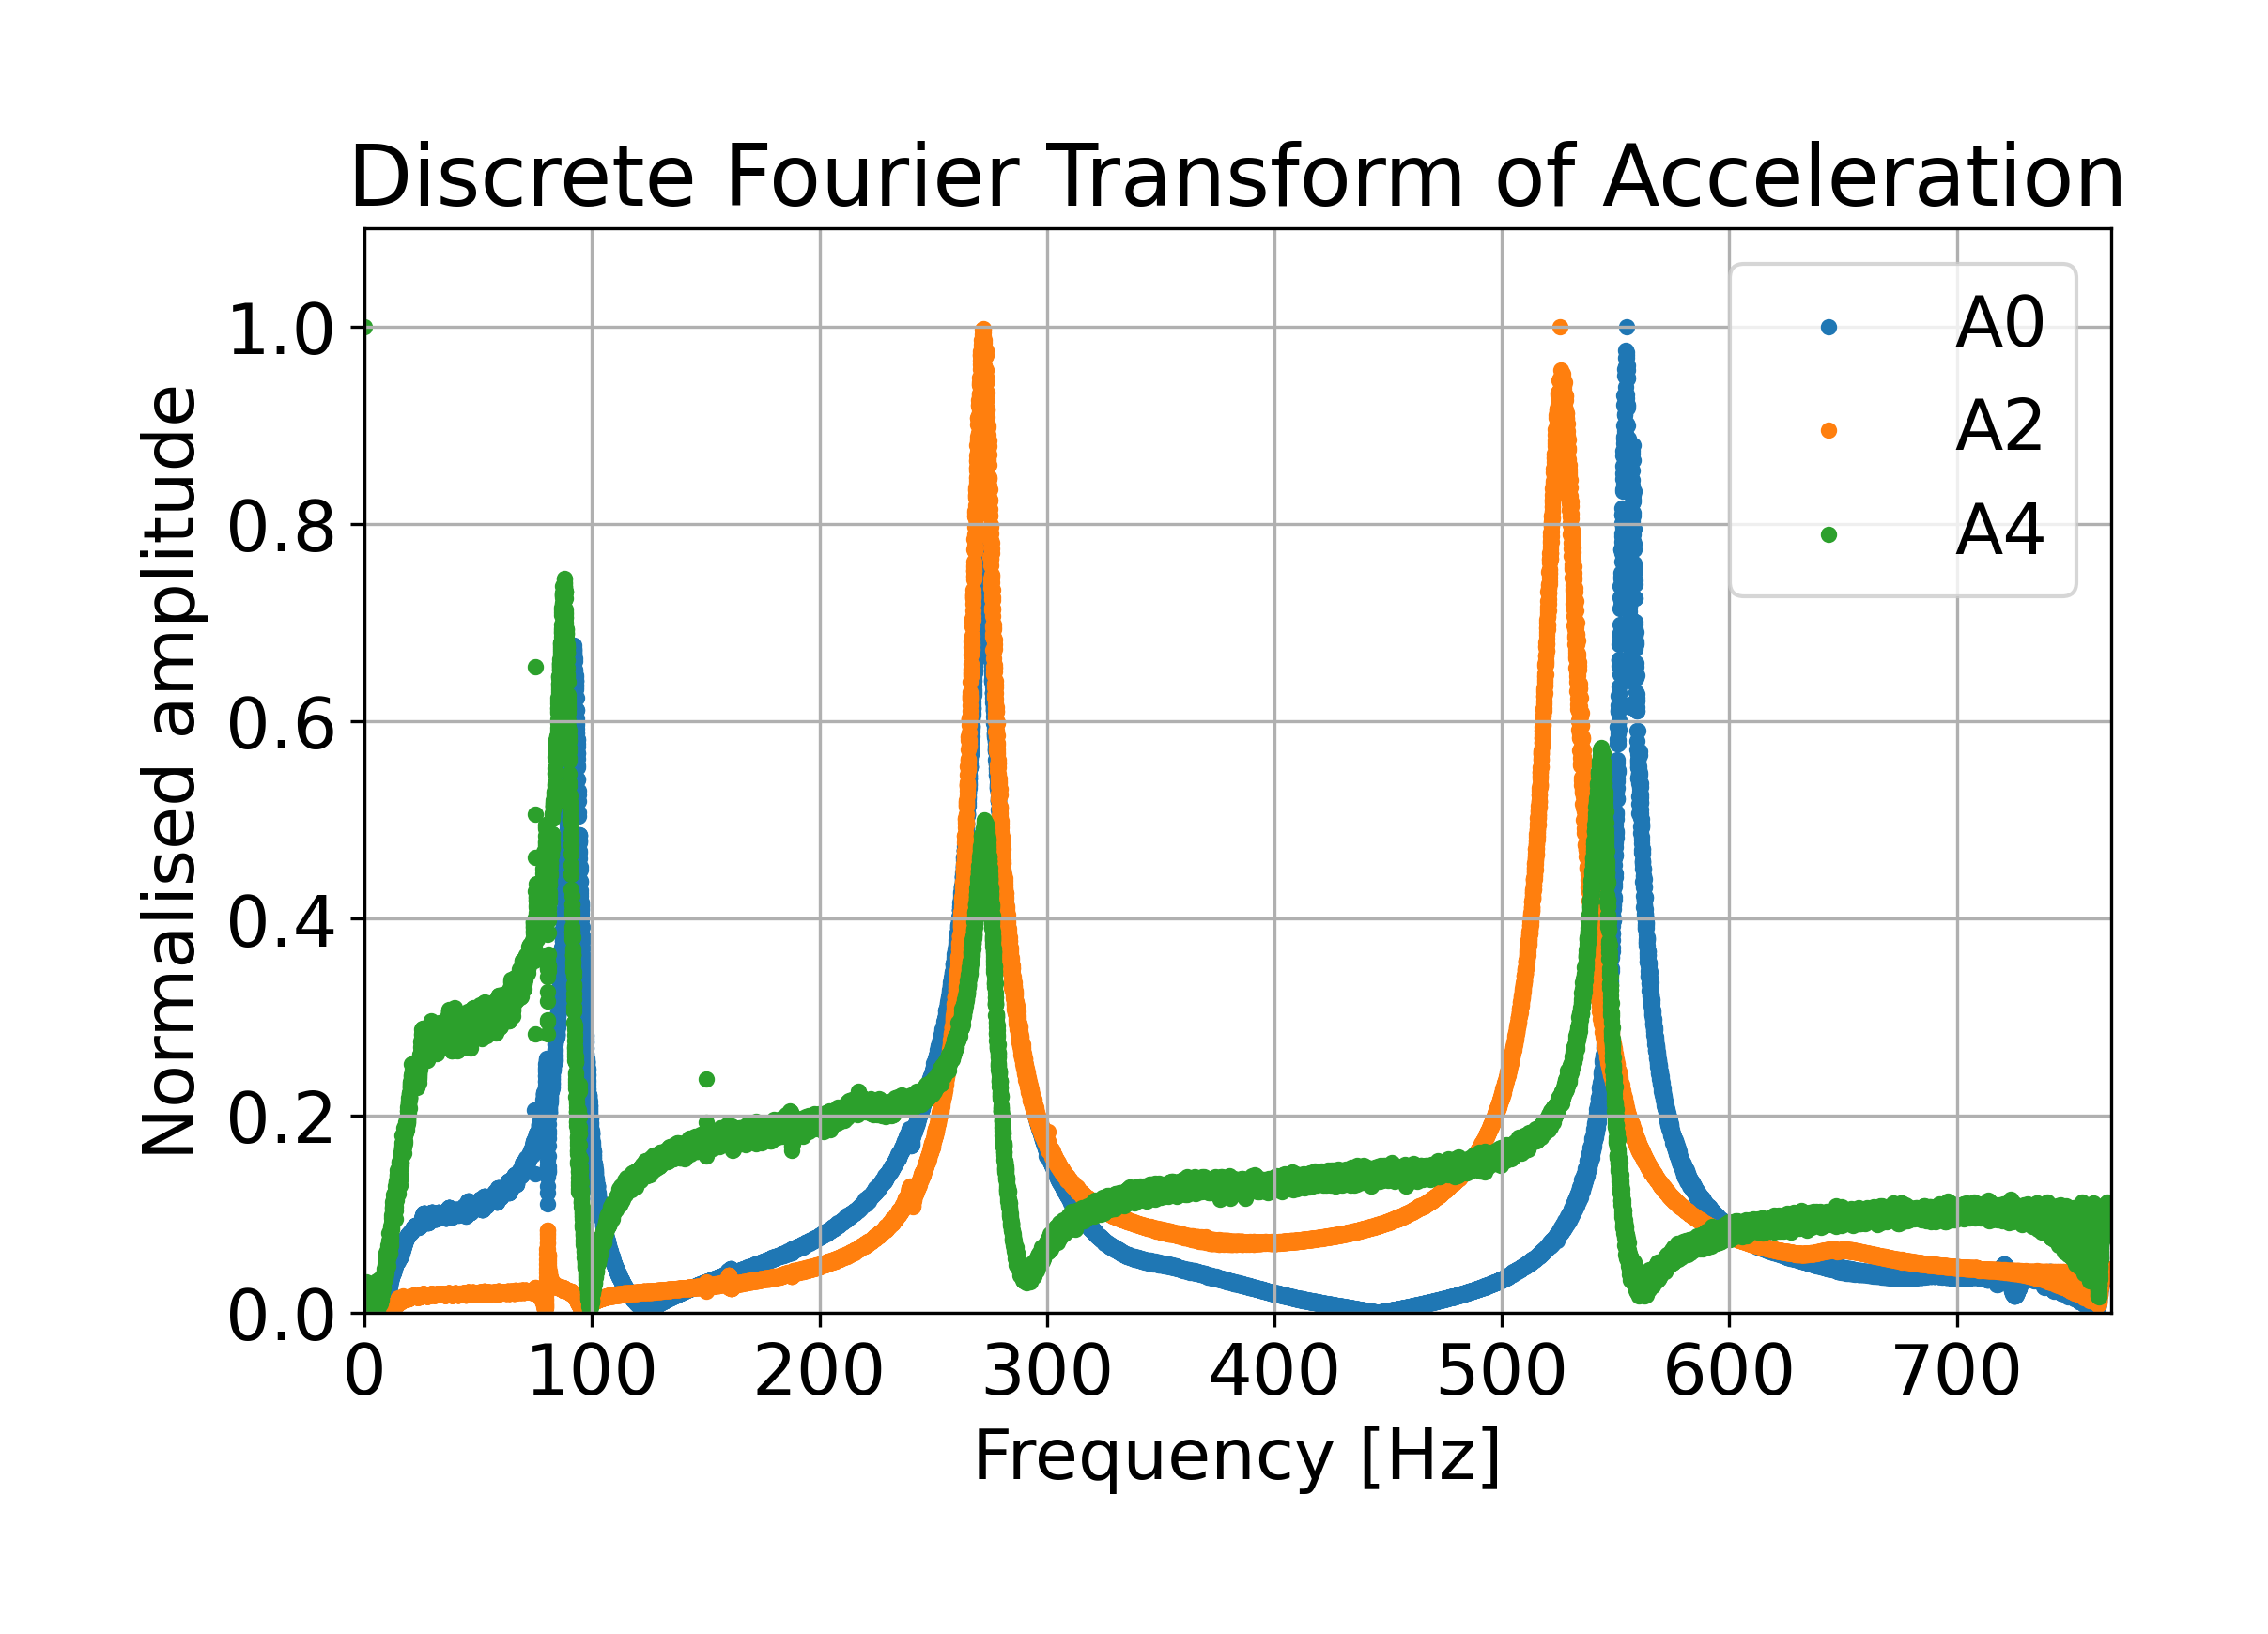 Discrete Fourier Transform of Acceleration
A0
A2
A4
Normalised amplitude
1.0
0.8
0.6
0.4
0.2
0.0
0 100 200 300 400 500 600 700
Frequency [Hz]